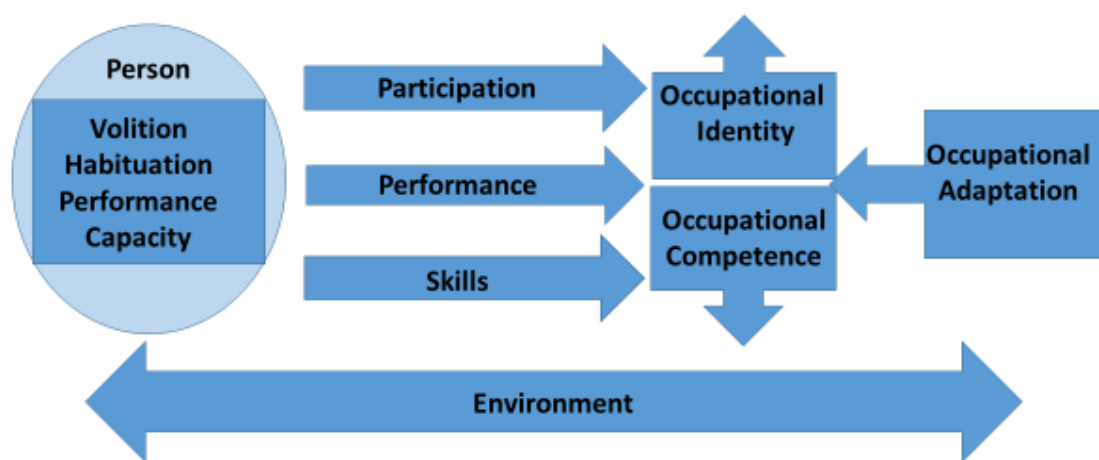 Person
Volition
Habituation
Performance
Capacity
Participation
Performance
Skills
Occupational
Identity
Occupational
Competence
Occupational
Adaptation
Environment